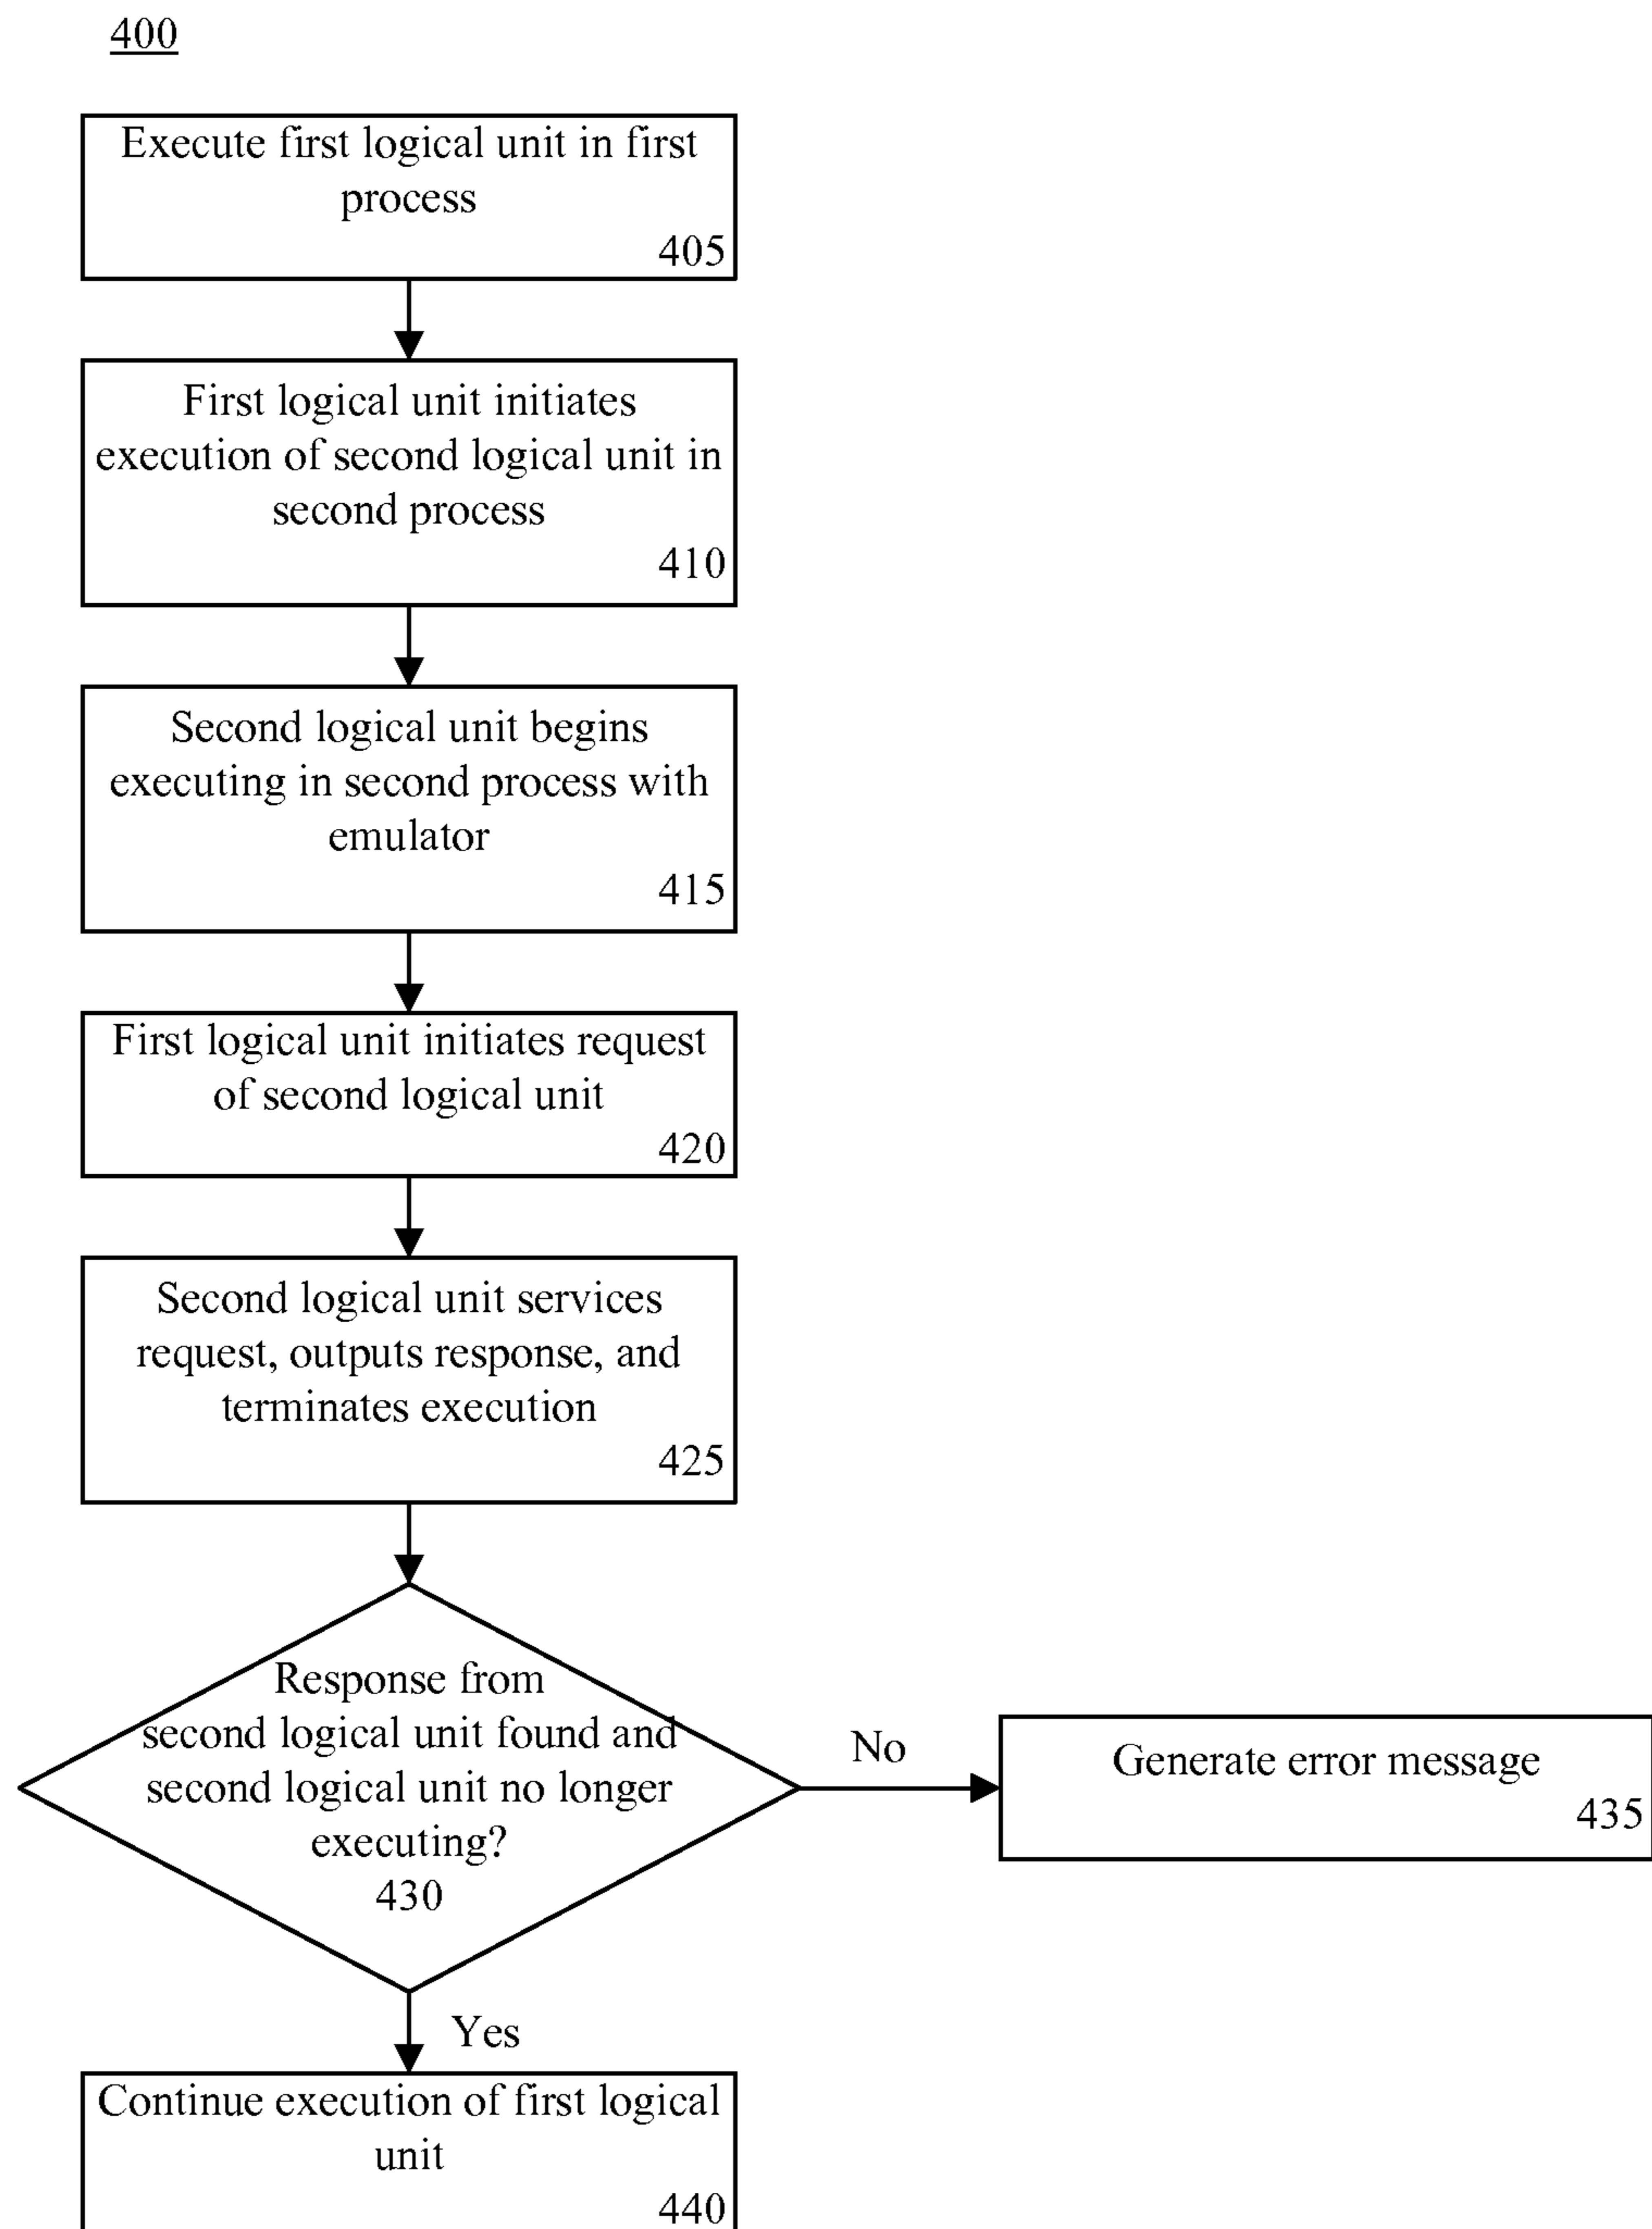 400
Execute first logical unit in first
process
405
First logical unit initiates
execution of second logical unit in
second process
410
Second logical unit begins
executing in second process with
emulator
415
First logical unit initiates request
of second logical unit
420
Second logical unit services
request, outputs response, and
terminates execution
425
Response from
second logical unit found and
second logical unit no longer
executing?
430
No
Generate error message
435
Yes
Continue execution of first logical
unit
440